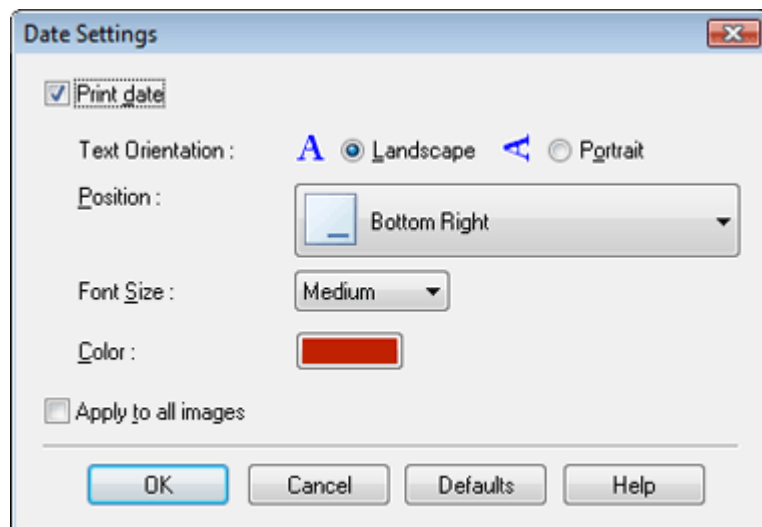 Date Settings
Print date
Text Orientation : A Landscape A Portrait
Position : Bottom Right
Font Size : Medium
Color :
Apply to all images
OK Cancel Defaults Help